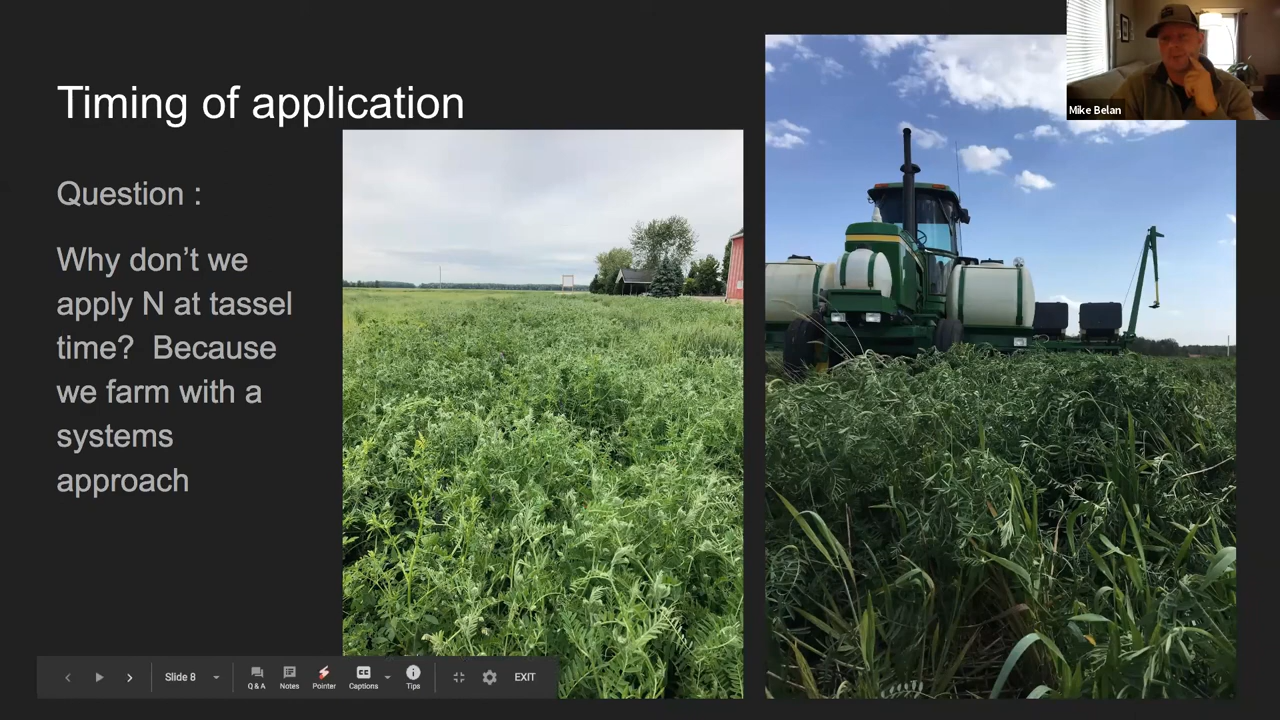 Timing of application
Question :
Why don’t we
apply N at tassel
time?  Because
we farm with a
systems
approach
Mike Belan
Slide 8
Q & A
Notes
Pointer
Captions
Tips
EXIT